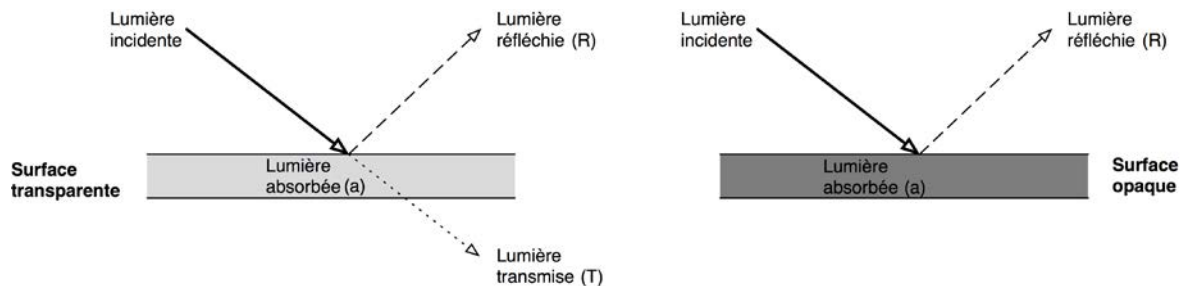 Lumière
incidente
Lumière
réfléchie (R)
Surface
transparente
Lumière
absorbée (a)
Lumière
transmise (T)
Lumière
incidente
Lumière
réfléchie (R)
Lumière
absorbée (a)
Surface
opaque